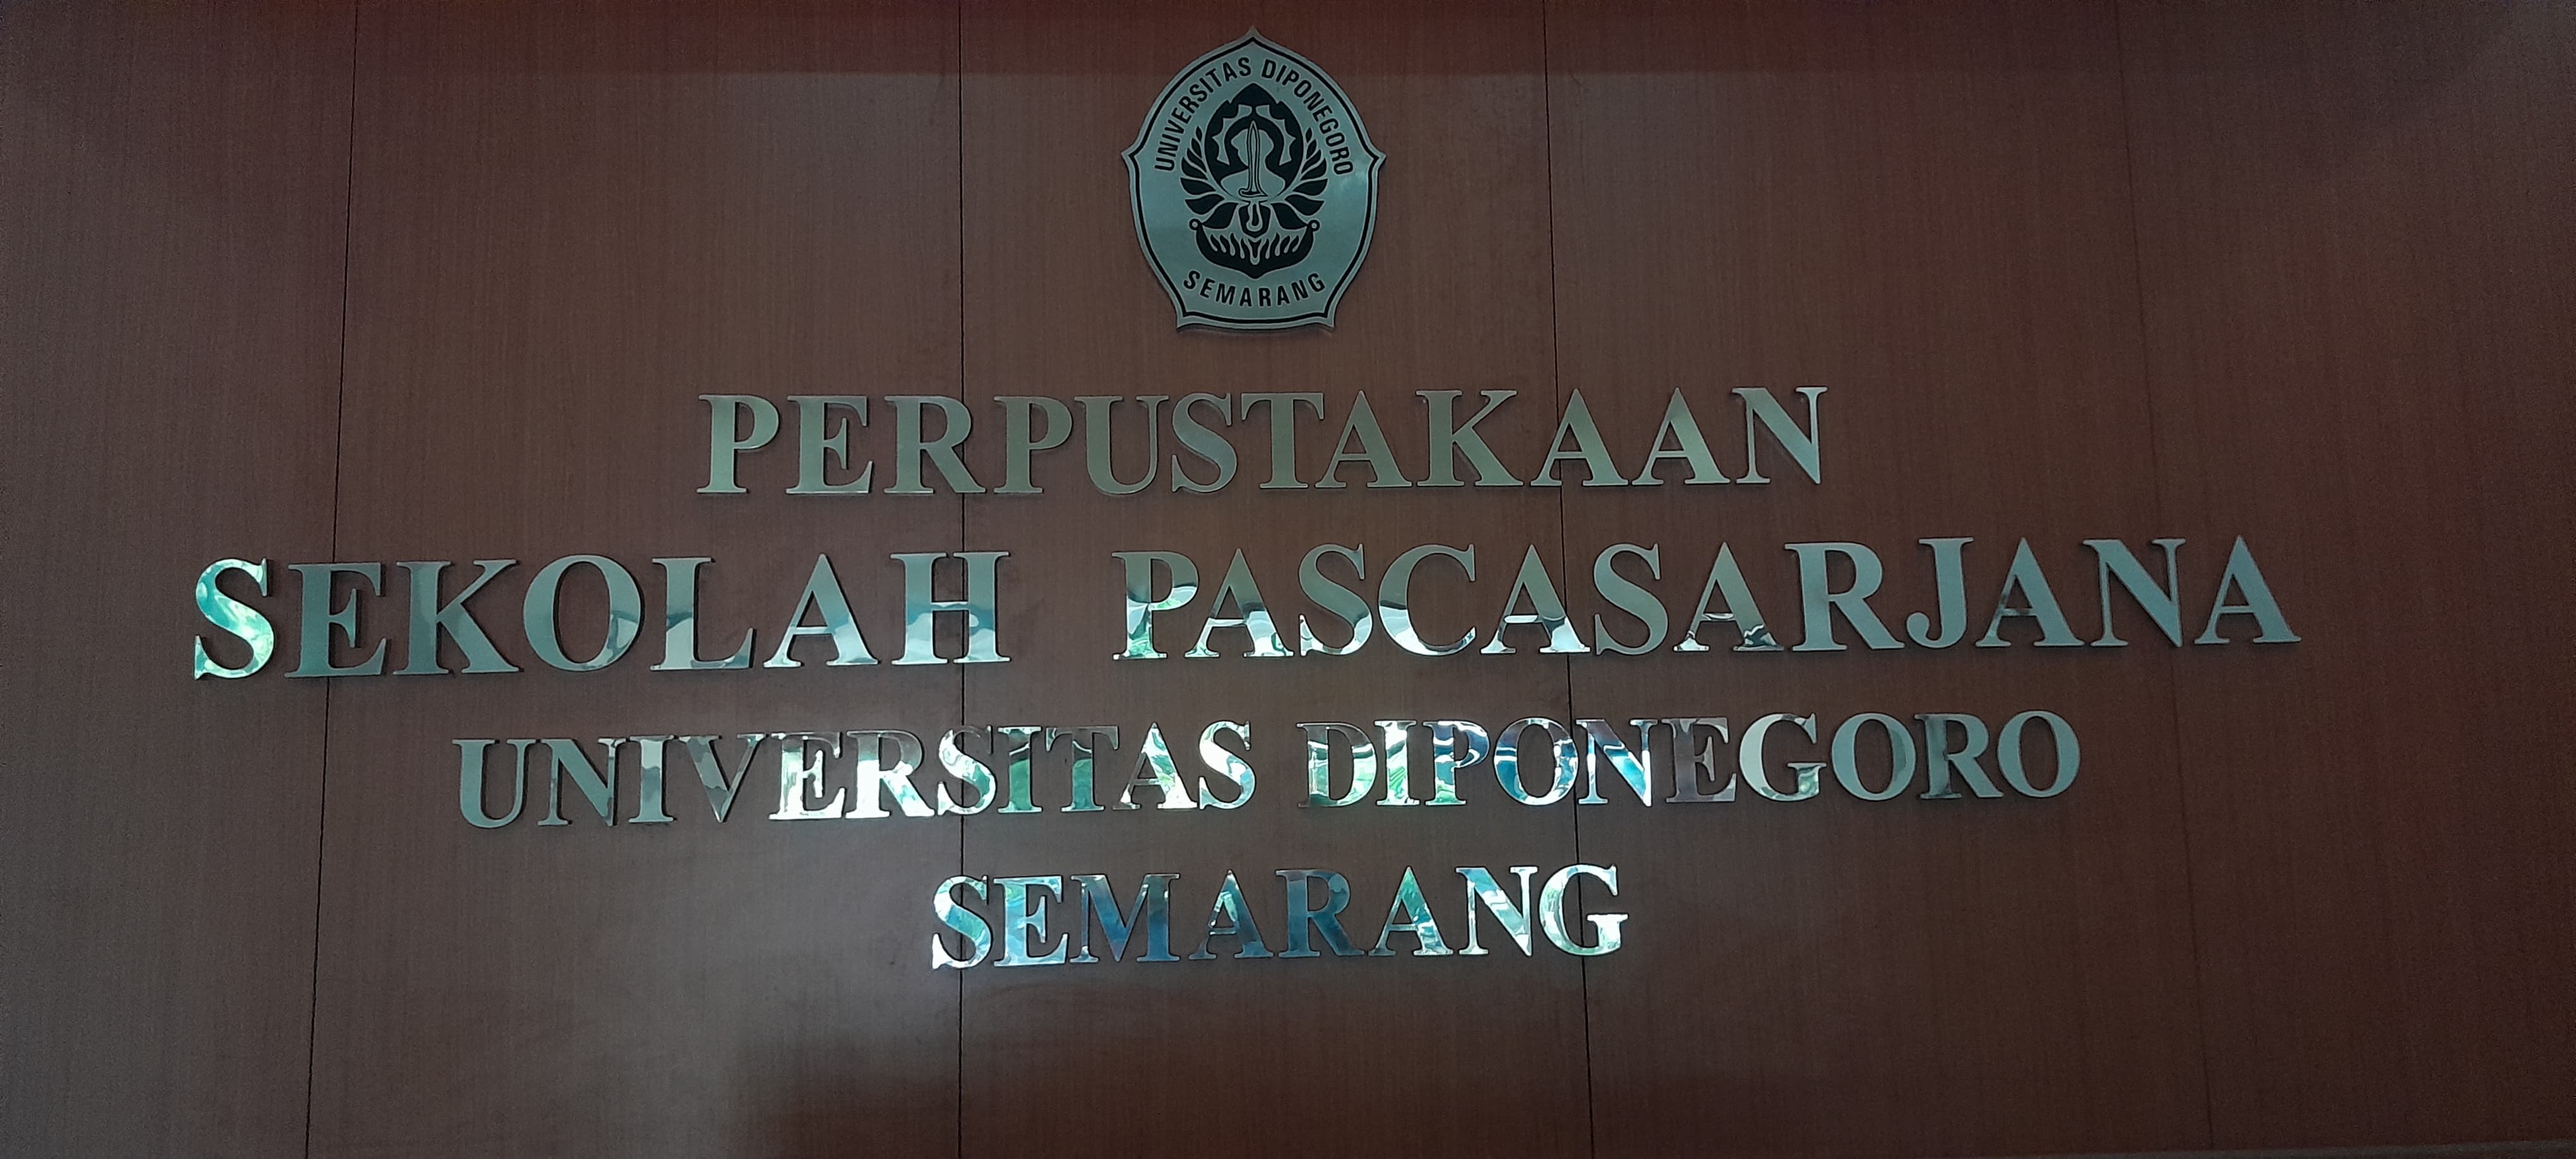 UNIVERSITAS DIPONEGORO
SEMARANG
PERPUSTAKAAN
SEKOLAH PASCASARJANA
UNIVERSITAS DIPONEGORO
SEMARANG